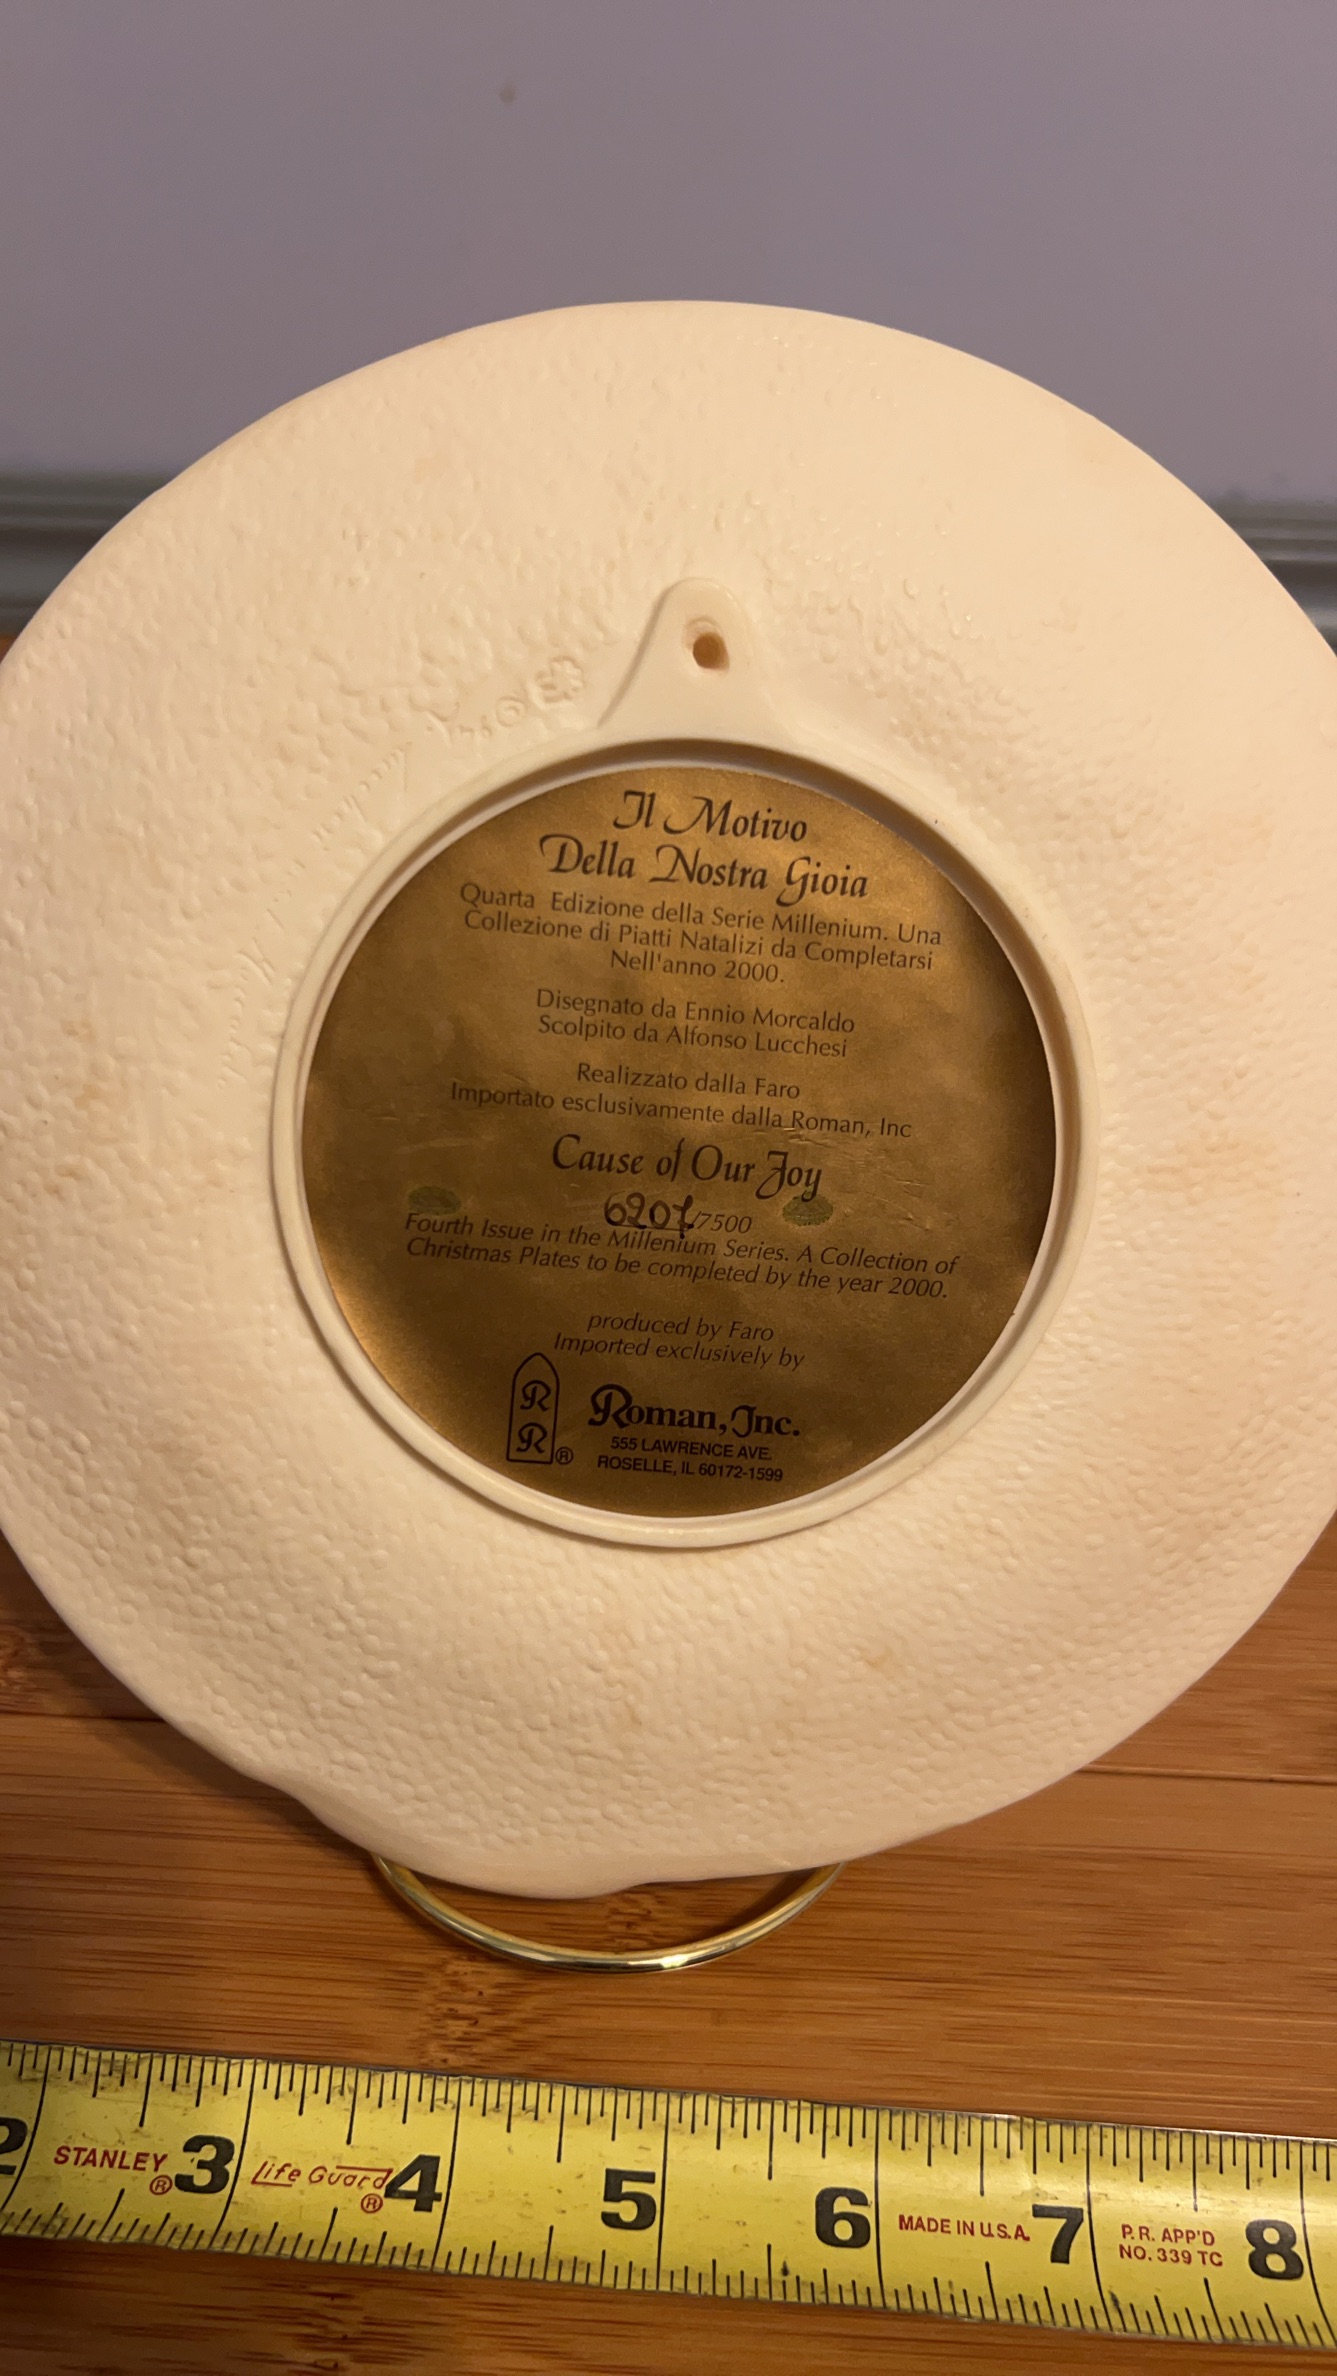 Il Motivo
Della Nostra Gioia
Quarta Edizione della Serie Millenium. Una
Collezione di Piatti Natalizi da Completarsi
Nell'anno 2000.
Disegnato da Ennio Morcaldo
Scolpito da Alfonso Lucchesi
Realizzato dalla Faro
Importato esclusivamente dalla Roman, Inc
Cause of Our Joy
6201/7500
Fourth Issue in the Millenium Series. A Collection of
Christmas Plates to be completed by the year 2000.
produced by Faro
Imported exclusively by
R
R ®
Roman, Inc.
555 LAWRENCE AVE.
ROSELLE, IL 60172-1599
2 STANLEY ® 3 Life Guard ® 4 5 6 MADE IN U.S.A. 7 P.R. APP'D 8
NO. 339 TC